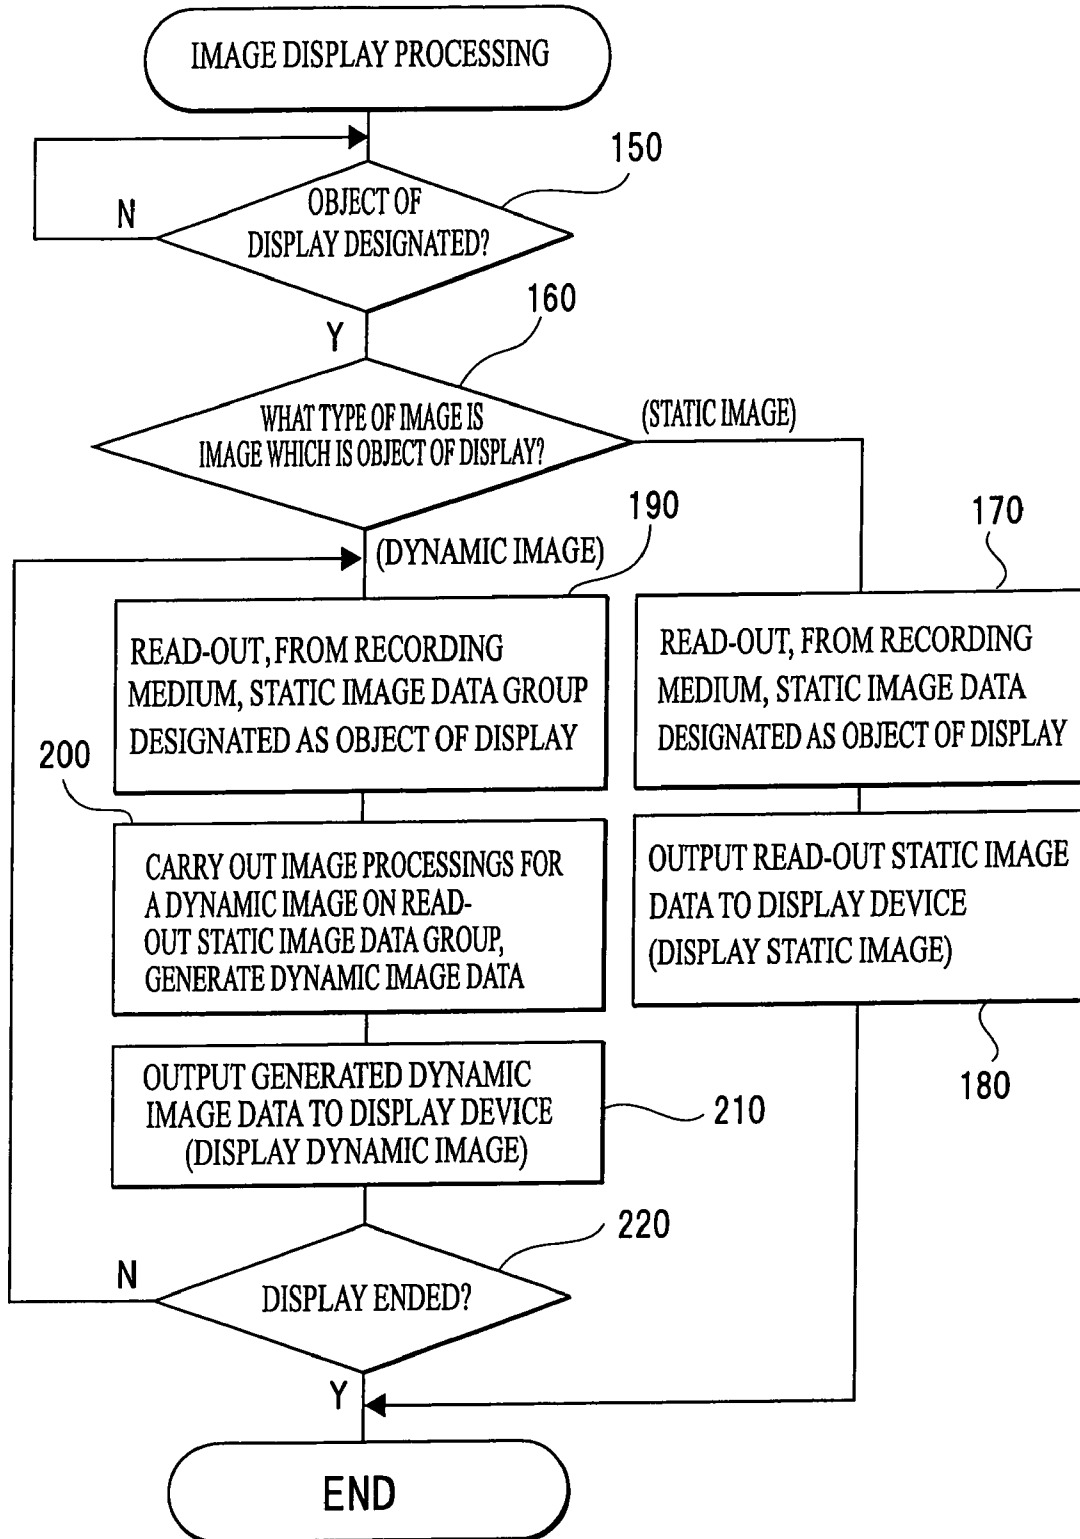 IMAGE DISPLAY PROCESSING
150
N
OBJECT OF
DISPLAY DESIGNATED?
160
Y
(STATIC IMAGE)
WHAT TYPE OF IMAGE IS
IMAGE WHICH IS OBJECT OF DISPLAY?
190
170
(DYNAMIC IMAGE)
READ-OUT, FROM RECORDING
MEDIUM, STATIC IMAGE DATA GROUP
DESIGNATED AS OBJECT OF DISPLAY
READ-OUT, FROM RECORDING
MEDIUM, STATIC IMAGE DATA
DESIGNATED AS OBJECT OF DISPLAY
200
CARRY OUT IMAGE PROCESSINGS FOR
A DYNAMIC IMAGE ON READ-
OUT STATIC IMAGE DATA GROUP,
GENERATE DYNAMIC IMAGE DATA
OUTPUT READ-OUT STATIC IMAGE
DATA TO DISPLAY DEVICE
(DISPLAY STATIC IMAGE)
180
OUTPUT GENERATED DYNAMIC
IMAGE DATA TO DISPLAY DEVICE
(DISPLAY DYNAMIC IMAGE)
210
220
N
DISPLAY ENDED?
Y
END